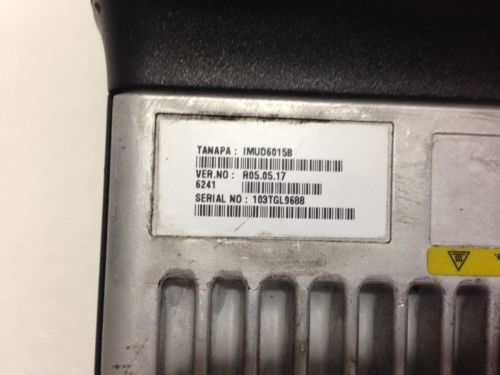 TANAPA : IMUD6015B
VER.NO : R05.05.17
6241
SERIAL NO : 103TGL9688